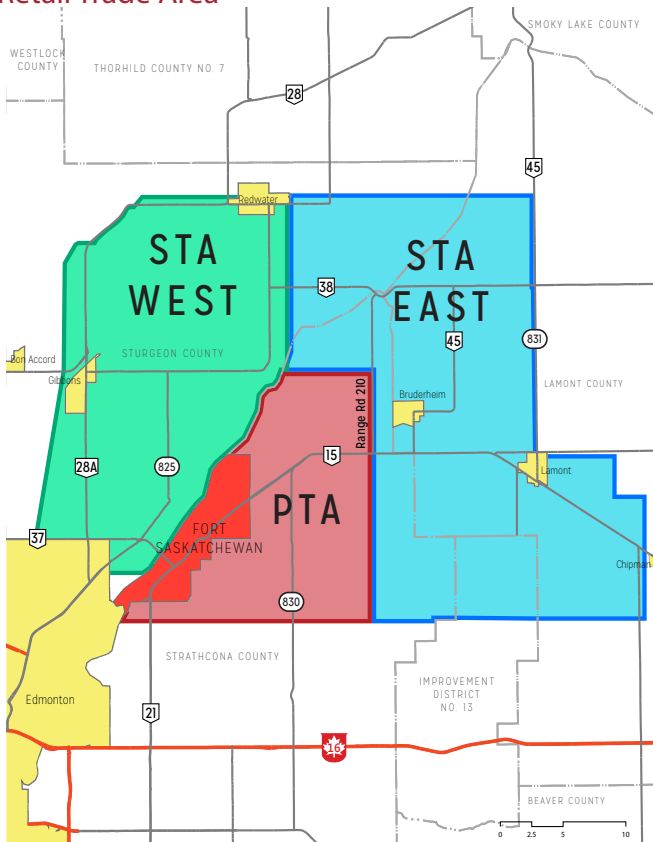 Retail Trade Area
SMOKY LAKE COUNTY
WESTLOCK
COUNTY
THORHILD COUNTY NO. 7
28
45
Redwater
STA
WEST
STA
EAST
38
45
831
STURGEON COUNTY
Bon Accord
Gibbons
LAMONT COUNTY
Range Rd 210
Bruderheim
28A
825
15
Lamont
PTA
37
FORT
SASKATCHEWAN
Chipman
830
STRATHCONA COUNTY
IMPROVEMENT
DISTRICT
NO. 13
Edmonton
21
16
BEAVER COUNTY
0 2.5 5 10